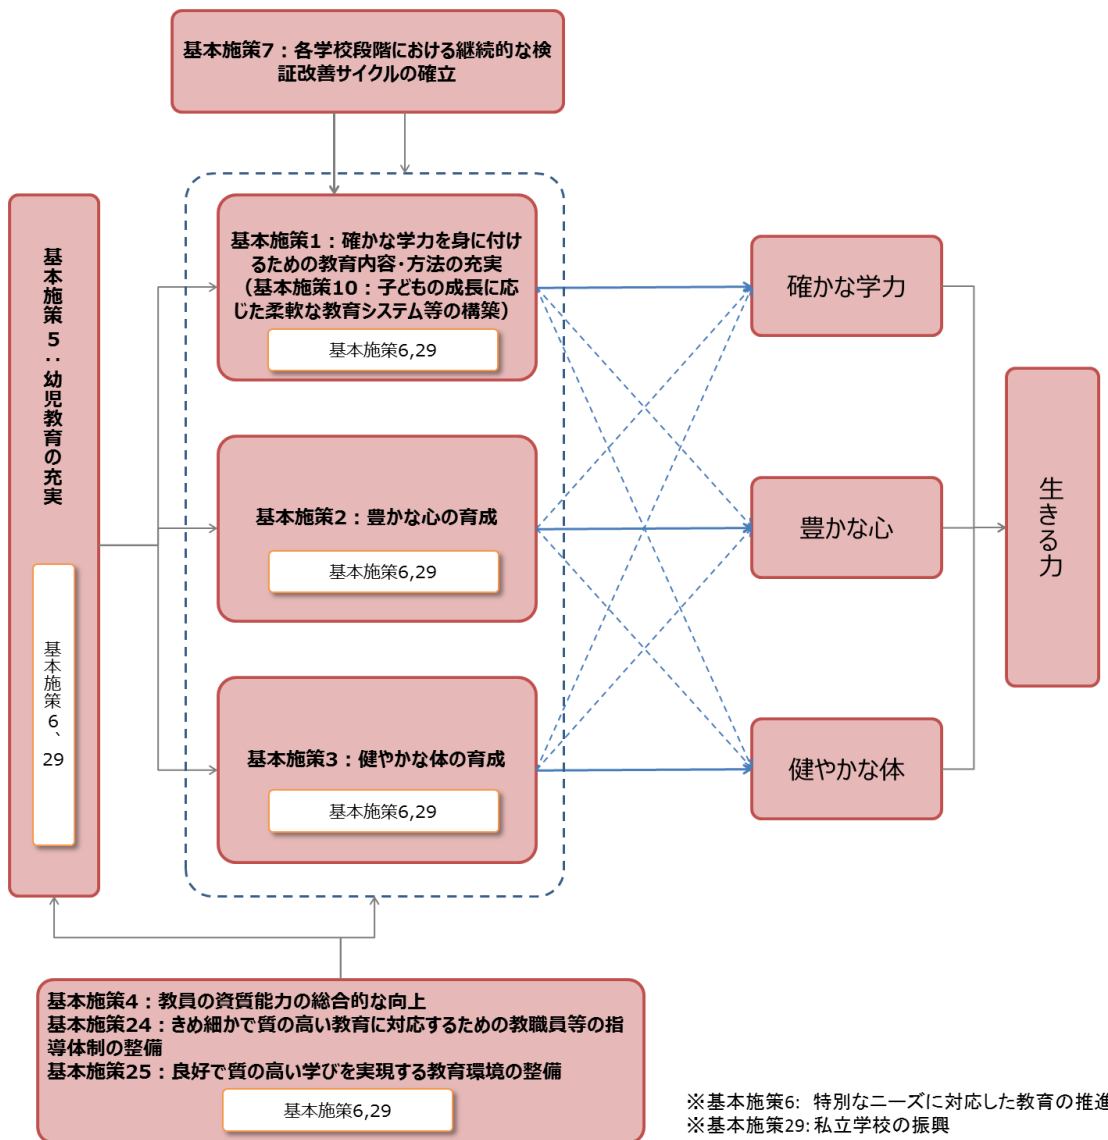 基本施策7：各学校段階における継続的な検
証改善サイクルの確立
基本施策5：幼児教育の充実
基本施策6、29
基本施策1：確かな学力を身に付け
るための教育内容・方法の充実
（基本施策10：子どもの成長に応
じた柔軟な教育システム等の構築）
基本施策6,29
基本施策2：豊かな心の育成
基本施策6,29
基本施策3：健やかな体の育成
基本施策6,29
確かな学力
豊かな心
健やかな体
生きる力
基本施策4：教員の資質能力の総合的な向上
基本施策24：きめ細かで質の高い教育に対応するための教職員等の指
導体制の整備
基本施策25：良好で質の高い学びを実現する教育環境の整備
基本施策6,29
※基本施策6: 特別なニーズに対応した教育の推進
※基本施策29: 私立学校の振興